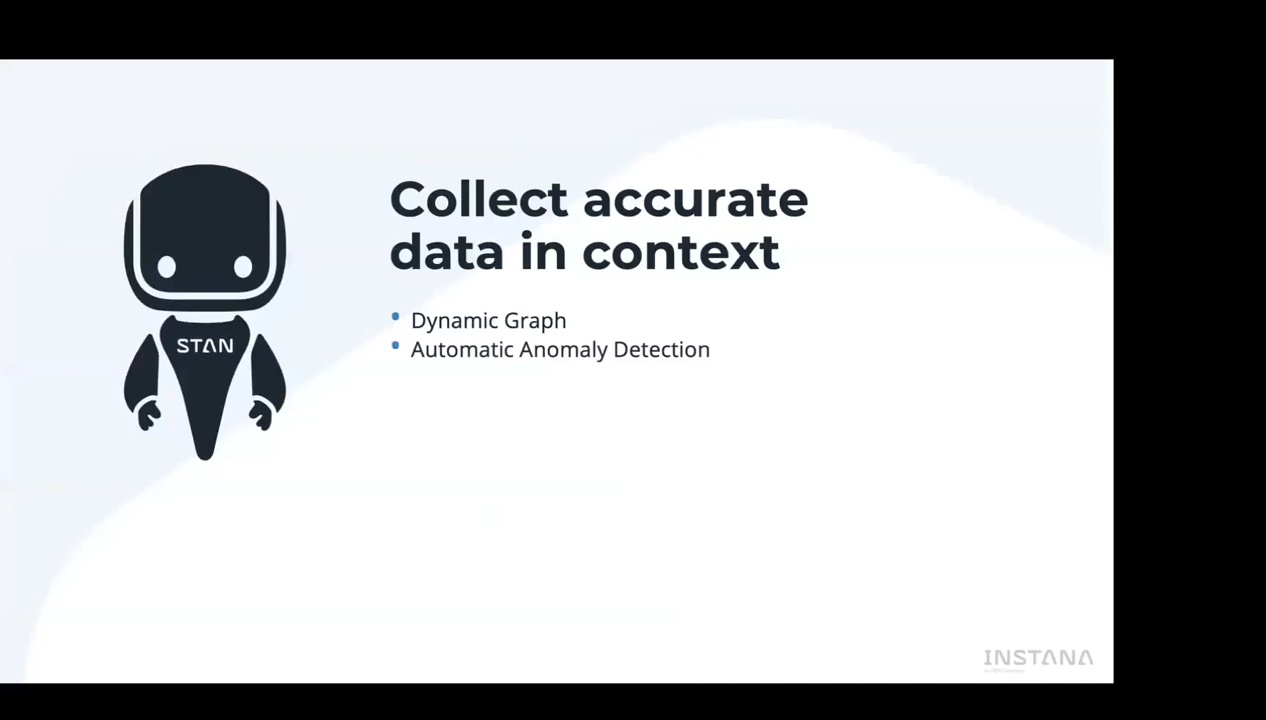 Collect accurate
data in context
• Dynamic Graph
• Automatic Anomaly Detection
STAN
INSTANA